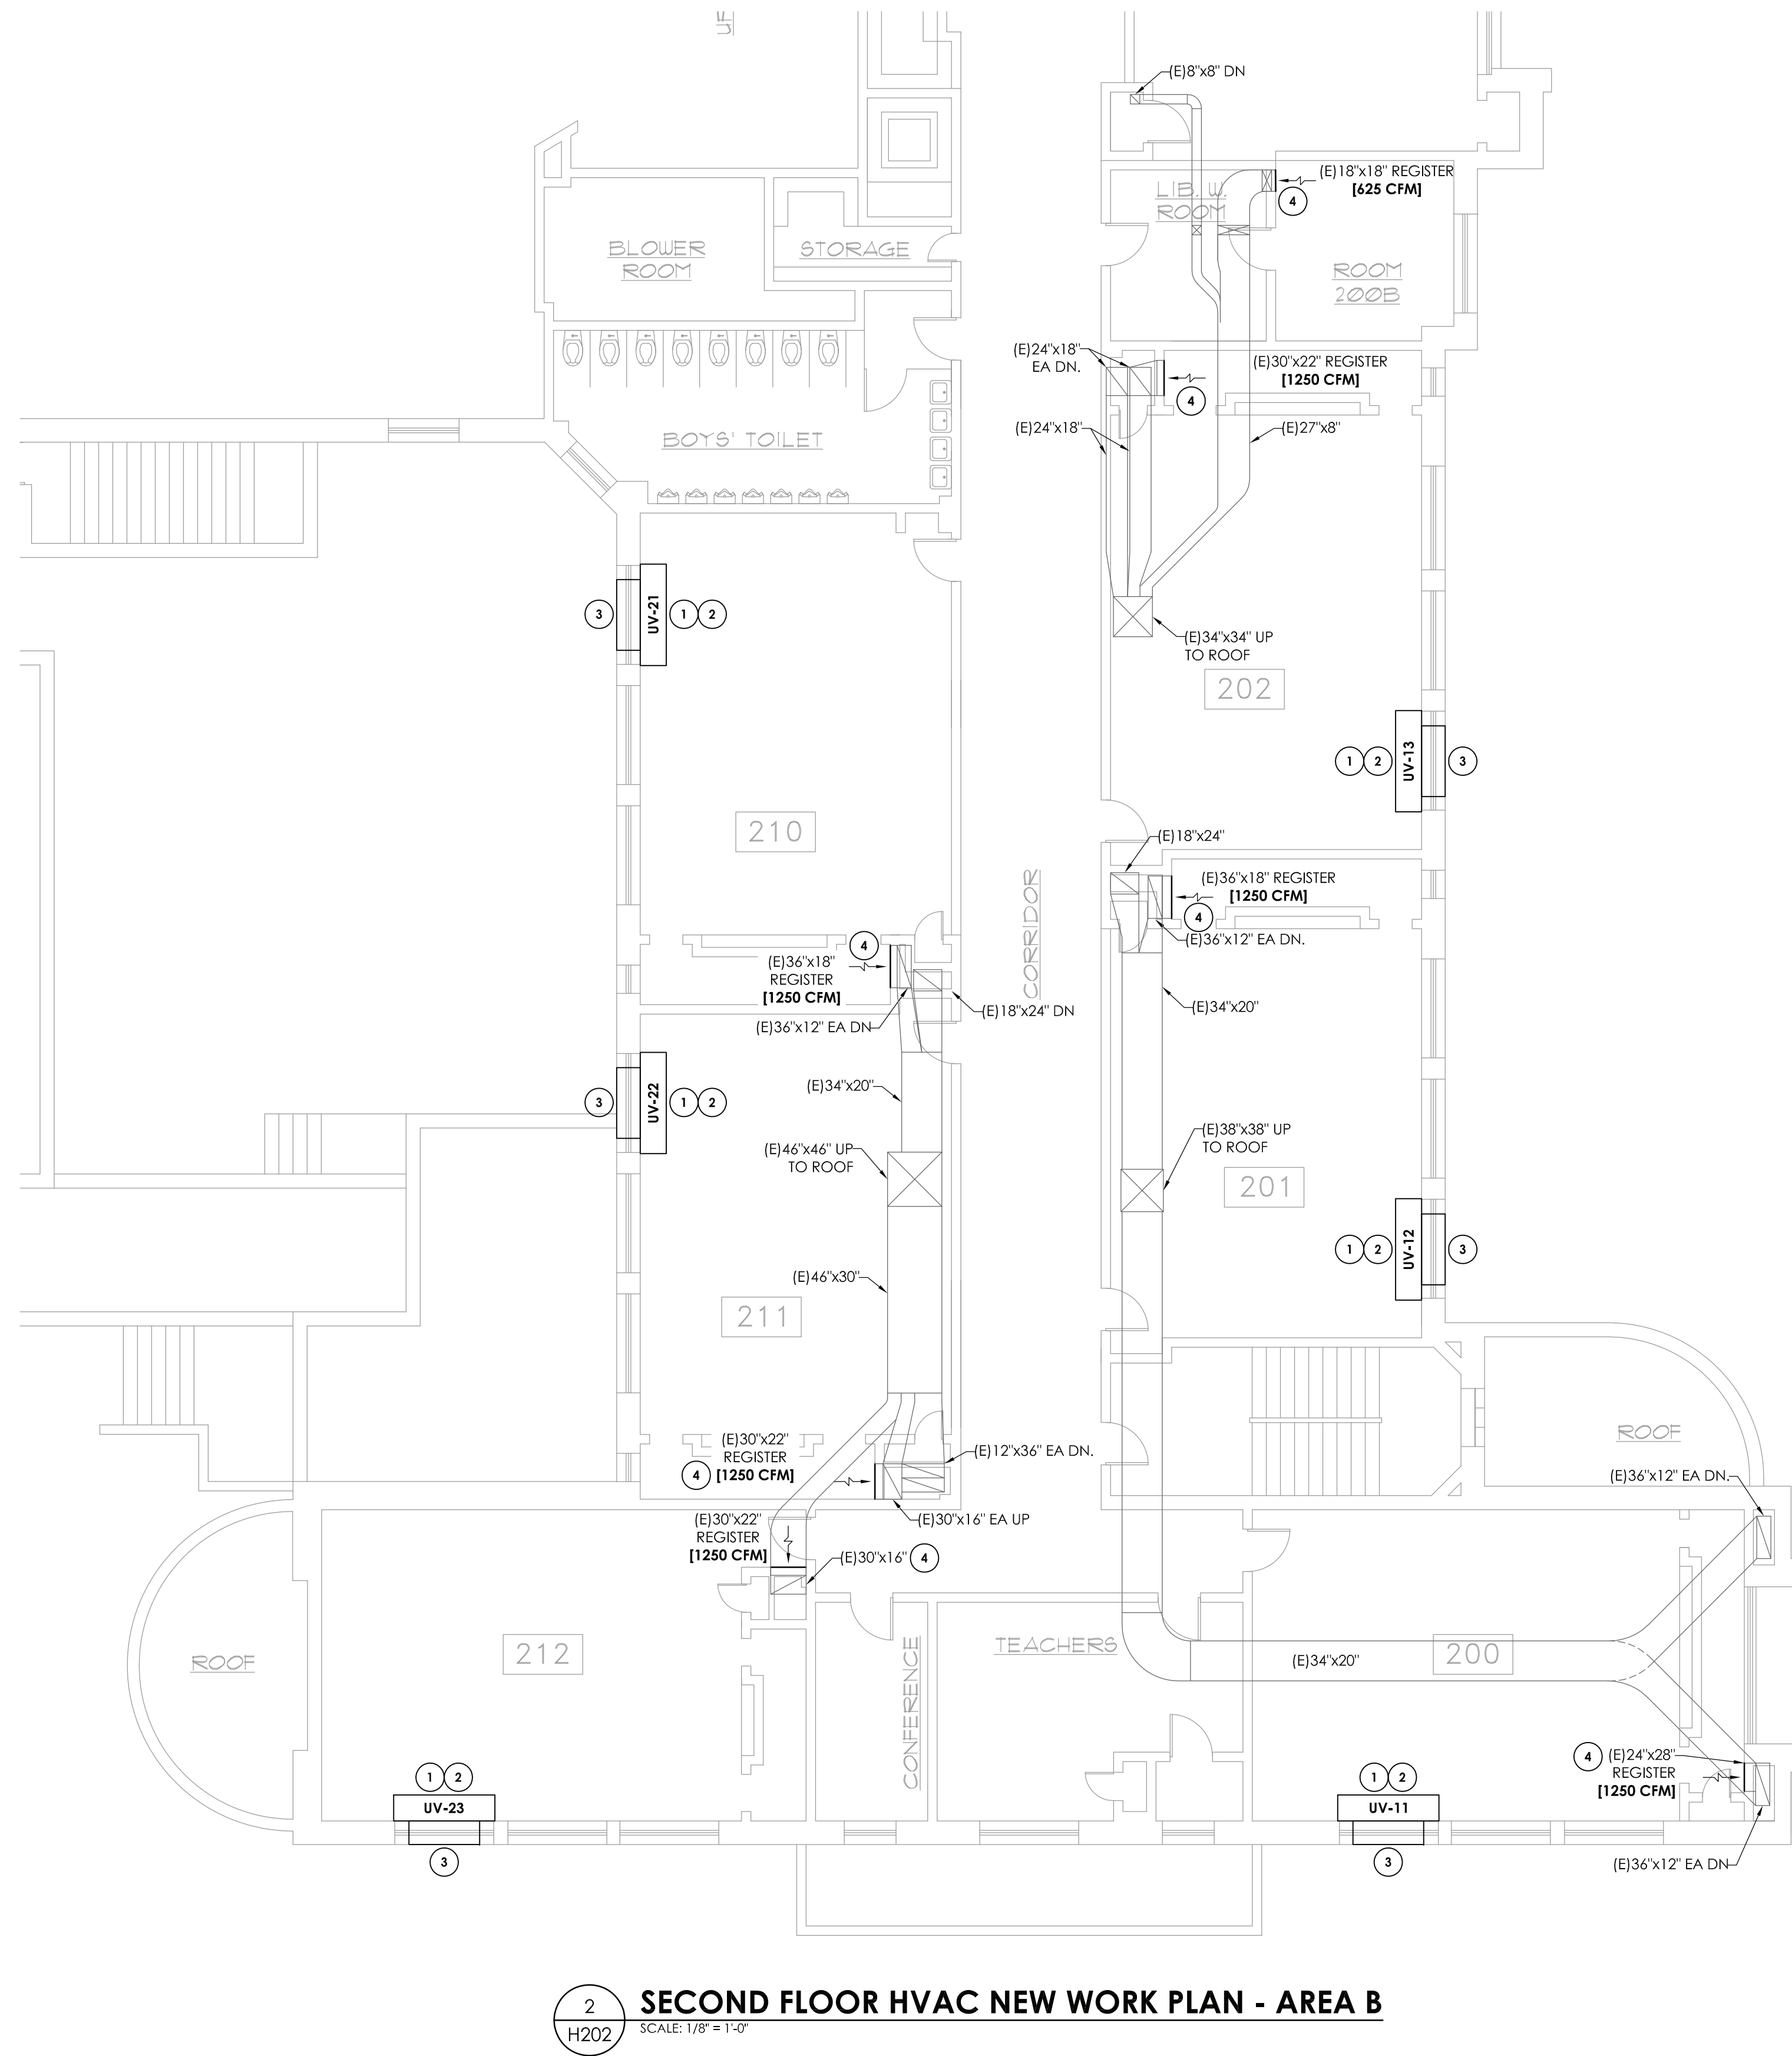 UP
(E)8"x8" DN
(E)18"x18" REGISTER
[625 CFM]
4
LIB. W.
ROOM
BLOWER
ROOM
STORAGE
ROOM
200B
(E)24"x18"
EA DN.
(E)30"x22" REGISTER
[1250 CFM]
4
(E)24"x18"
(E)27"x8"
BOYS' TOILET
3
UV-21
1
2
(E)34"x34" UP
TO ROOF
202
1
2
UV-13
3
210
(E)18"x24"
CORRIDOR
(E)36"x18" REGISTER
[1250 CFM]
4
(E)36"x12" EA DN.
4
(E)36"x18"
REGISTER
[1250 CFM]
(E)18"x24" DN
(E)36"x12" EA DN
(E)34"x20"
3
UV-22
1
2
(E)34"x20"
(E)46"x46" UP
TO ROOF
(E)38"x38" UP
TO ROOF
201
1
2
UV-12
3
(E)46"x30"
211
(E)30"x22"
REGISTER
4
[1250 CFM]
(E)12"x36" EA DN.
ROOF
(E)36"x12" EA DN.
(E)30"x16" EA UP
(E)30"x22"
REGISTER
[1250 CFM]
(E)30"x16"
4
ROOF
212
CONFERENCE
TEACHERS
(E)34"x20"
200
4
(E)24"x28"
REGISTER
[1250 CFM]
1
2
UV-23
3
1
2
UV-11
3
(E)36"x12" EA DN
2
H202
SECOND FLOOR HVAC NEW WORK PLAN - AREA B
SCALE: 1/8" = 1'-0"